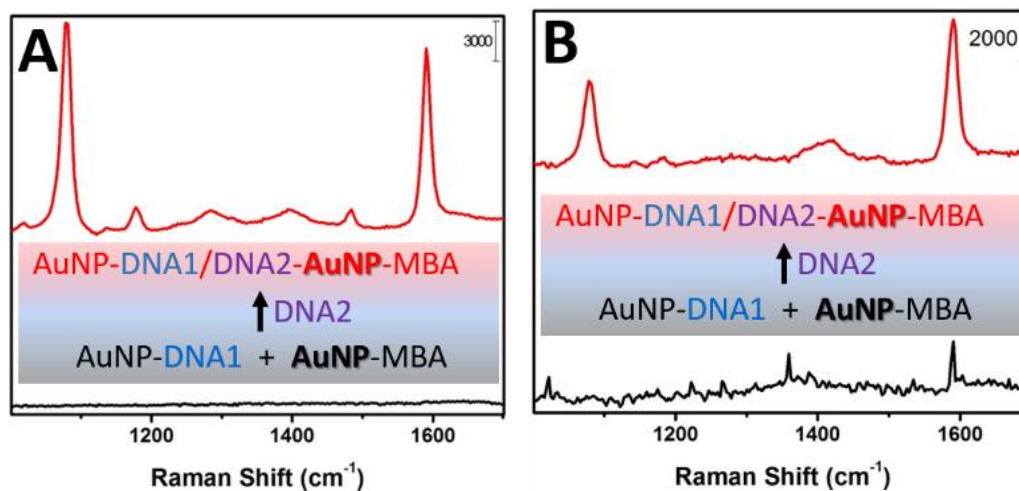 A
3000
AuNP-DNA1/DNA2-AuNP-MBA
DNA2
AuNP-DNA1 + AuNP-MBA
1200 1400 1600
Raman Shift (cm⁻¹)
B
2000
AuNP-DNA1/DNA2-AuNP-MBA
DNA2
AuNP-DNA1 + AuNP-MBA
1200 1400 1600
Raman Shift (cm⁻¹)